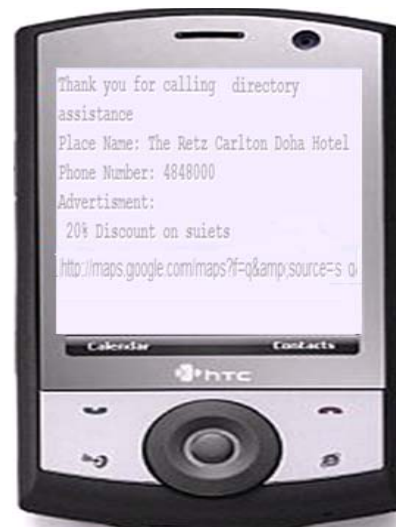 Thank you for calling directory
assistance
Place Name: The Retz Carlton Doha Hotel
Phone Number: 4848000
Advertisment:
20% Discount on suiets
http://maps.google.com/maps?f=q&amp;source=s_q
Calendar Contacts
hTC